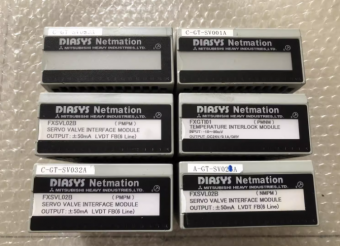 DIASYS Netmation
MITSUBISHI HEAVY INDUSTRIES,LTD.
C-GT-SV001A
DIASYS Netmation
MITSUBISHI HEAVY INDUSTRIES,LTD.
DIASYS Netmation
MITSUBISHI HEAVY INDUSTRIES,LTD.
FXSVL02B (PMPM)
SERVO VALVE INTERFACE MODULE
OUTPUT : ±50mA LVDT FB(6 Line)
DIASYS Netmation
MITSUBISHI HEAVY INDUSTRIES,LTD.
TEMPERATURE INTERLOCK MODULE
C-GT-SV032A
DIASYS Netmation
MITSUBISHI HEAVY INDUSTRIES,LTD.
FXSVL02B (PMPM)
SERVO VALVE INTERFACE MODULE
OUTPUT : ±50mA LVDT FB(6 Line)
DIASYS Netmation
MITSUBISHI HEAVY INDUSTRIES,LTD.
FXSVL02B
SERVO VALVE INTERFACE MODULE
OUTPUT : ±50mA LVDT FB(6 Line)